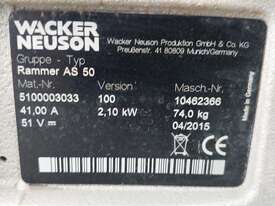 WACKER
NEUSON
Wacker Neuson Produktion GmbH & Co. KG
Preußenstr. 41 80809 Munich/Germany
Gruppe - Typ
Rammer AS 50
Mat.-Nr. Version Masch.-Nr.
5100003033 100 10462366
41,00 A 2,10 kW 74,0 kg
51 V 04/2015
CE
Made in Germany